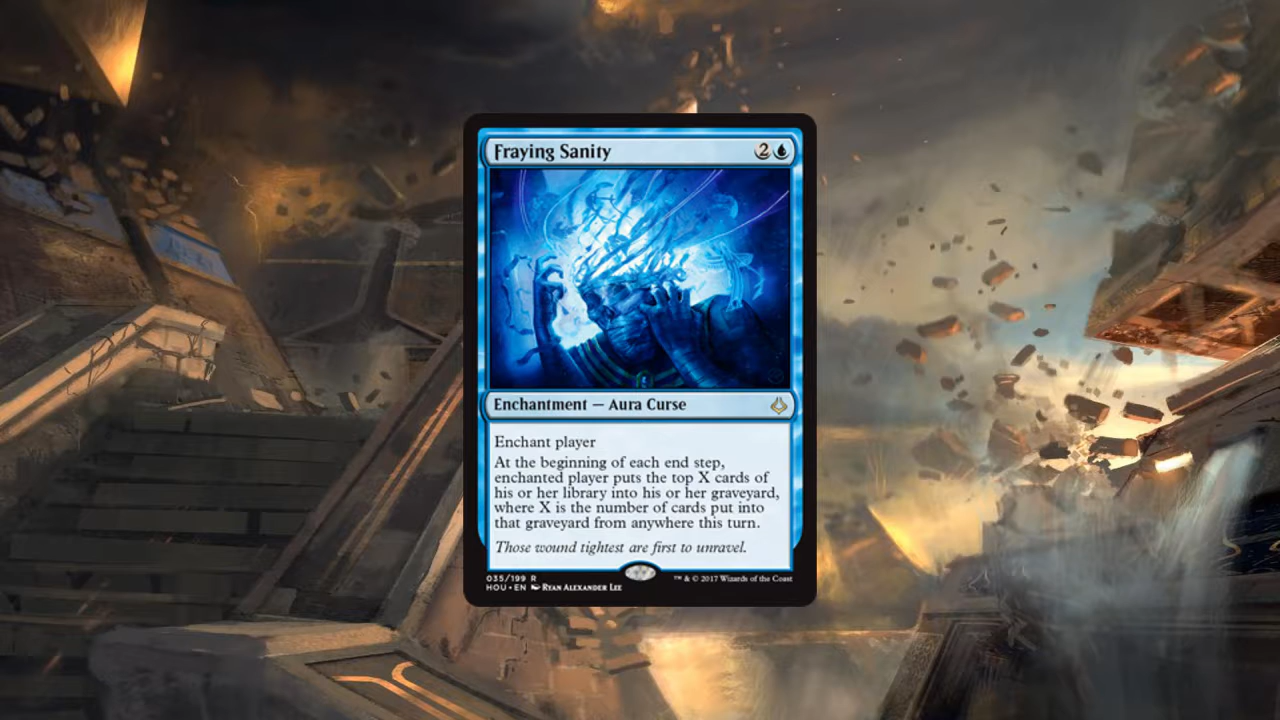 Fraying Sanity 2
Enchantment — Aura Curse
Enchant player
At the beginning of each end step,
enchanted player puts the top X cards of
his or her library into his or her graveyard,
where X is the number of cards put into
that graveyard from anywhere this turn.
Those wound tightest are first to unravel.
035/199 R
HOU • EN Ryan Alexander Lee
™ & © 2017 Wizards of the Coast